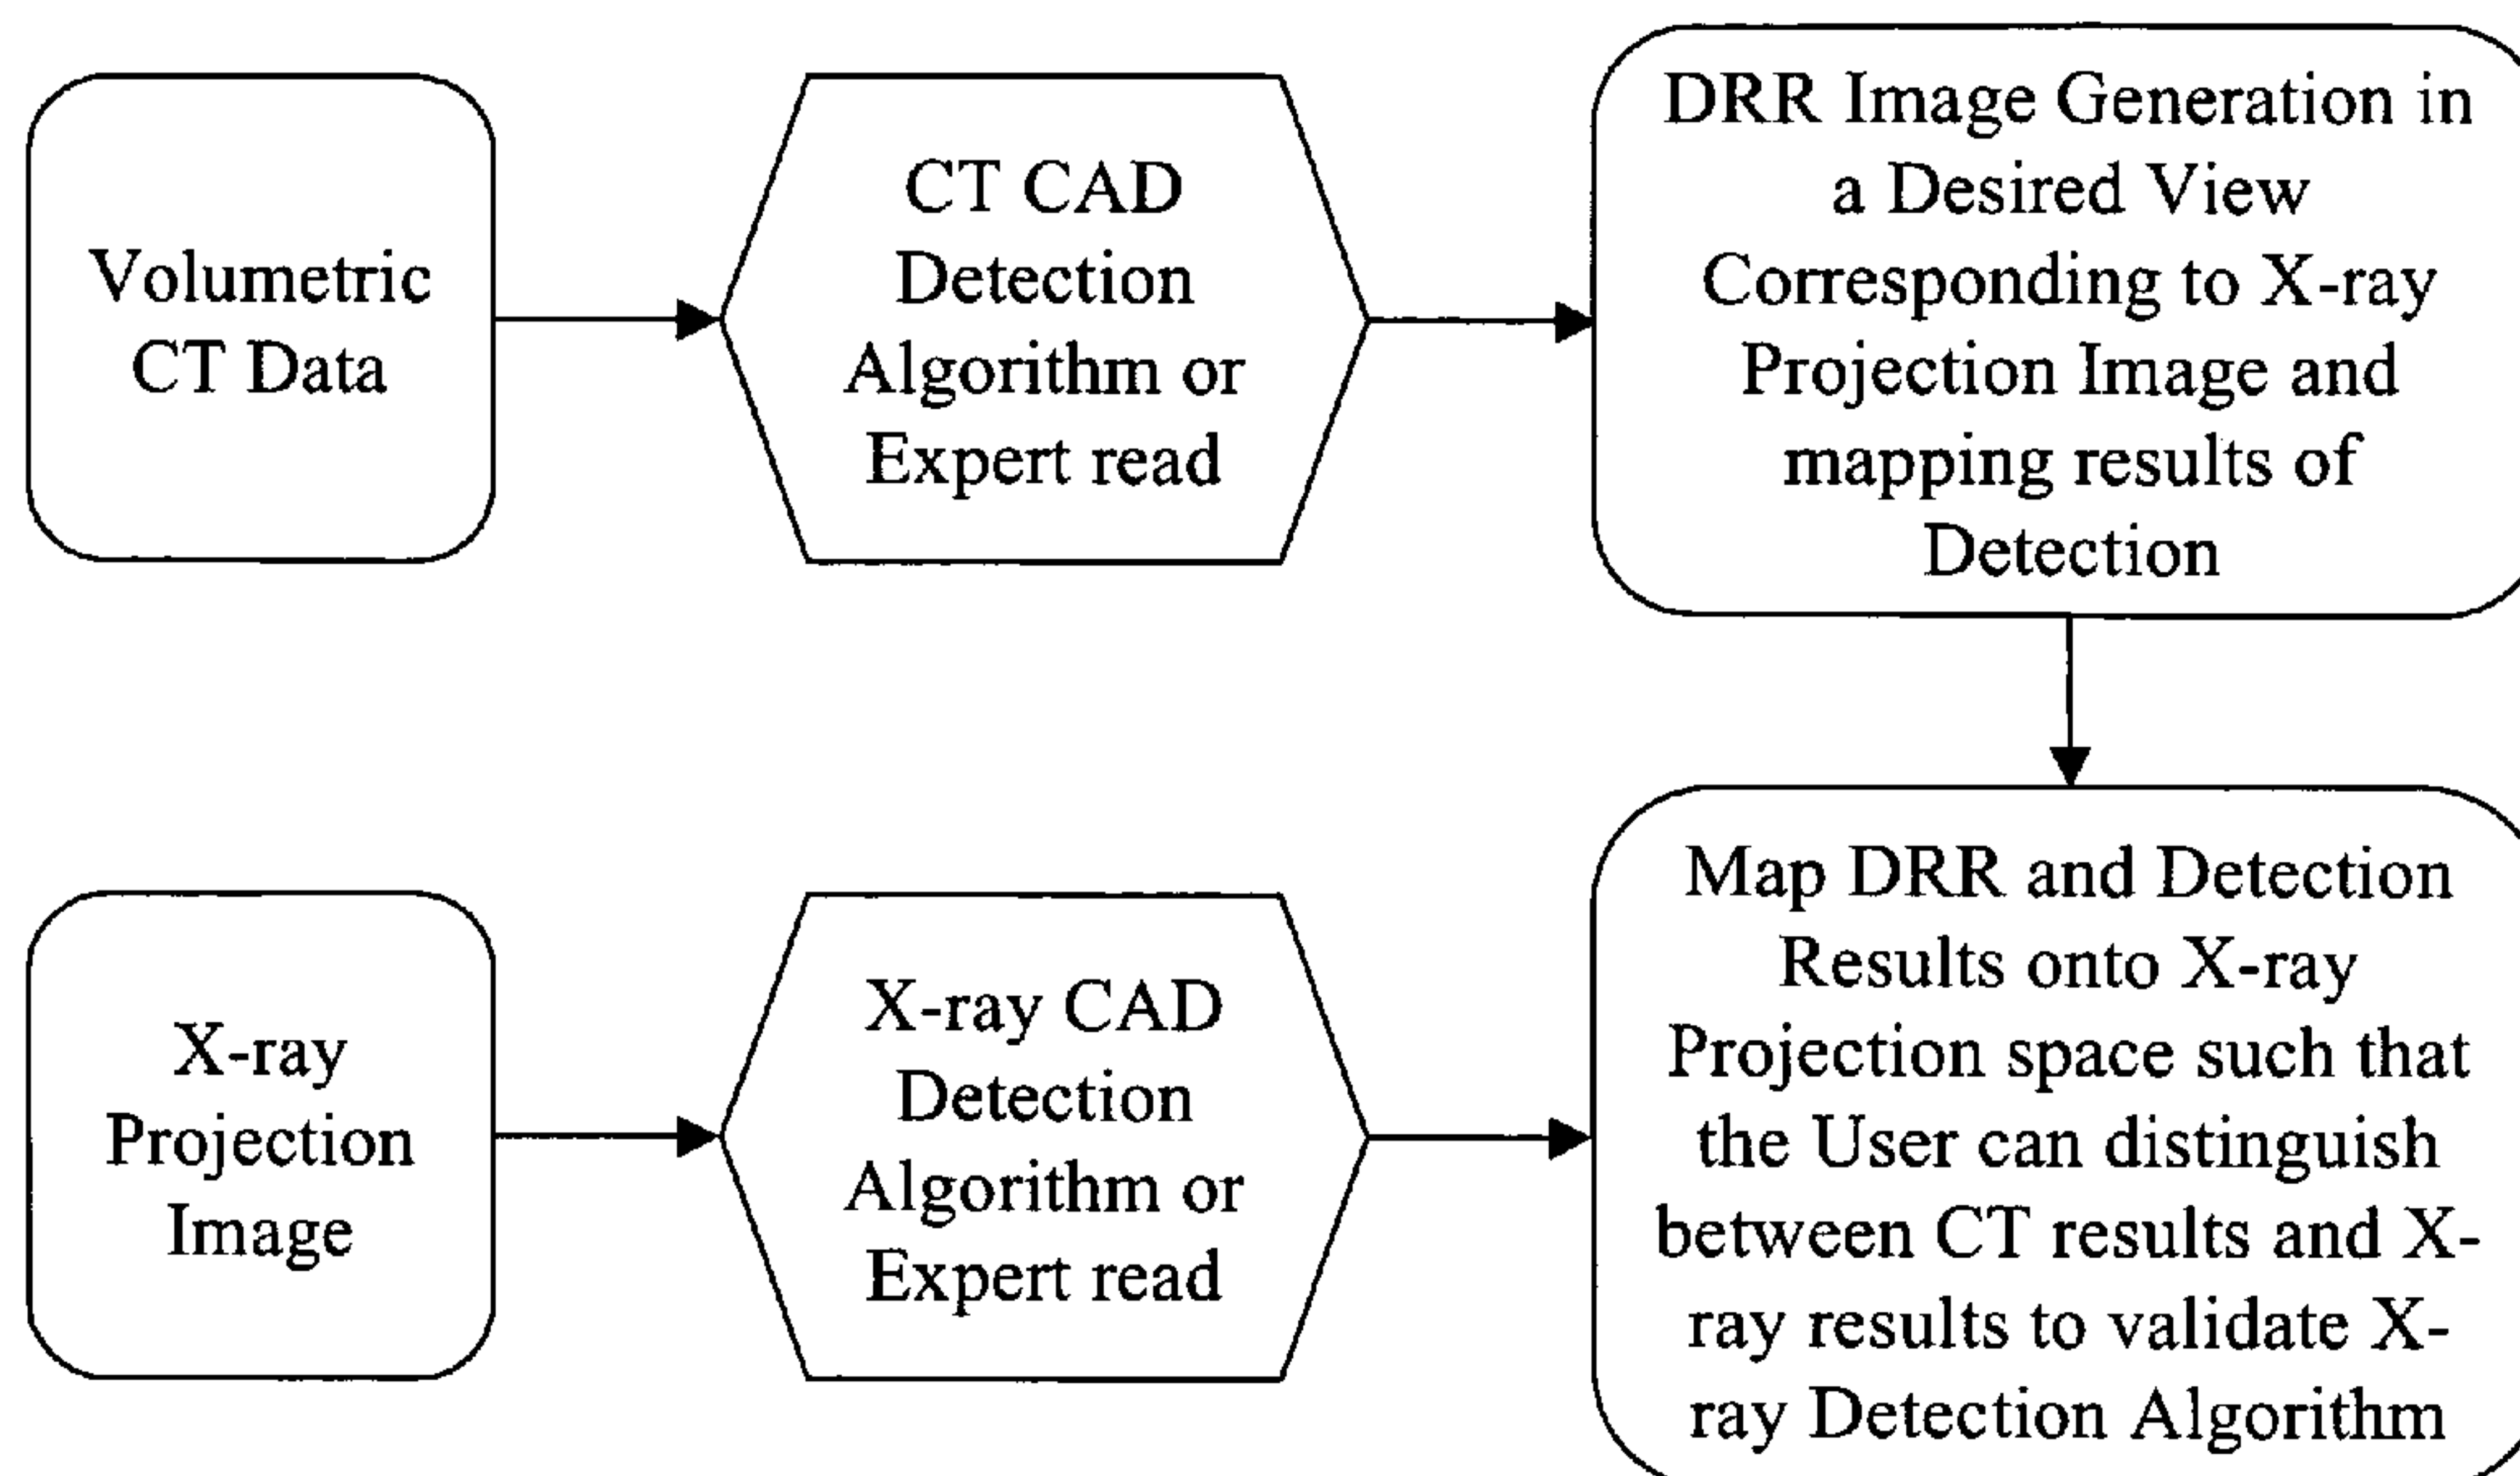 Volumetric
CT Data
CT CAD
Detection
Algorithm or
Expert read
DRR Image Generation in
a Desired View
Corresponding to X-ray
Projection Image and
mapping results of
Detection
X-ray
Projection
Image
X-ray CAD
Detection
Algorithm or
Expert read
Map DRR and Detection
Results onto X-ray
Projection space such that
the User can distinguish
between CT results and X-
ray results to validate X-
ray Detection Algorithm